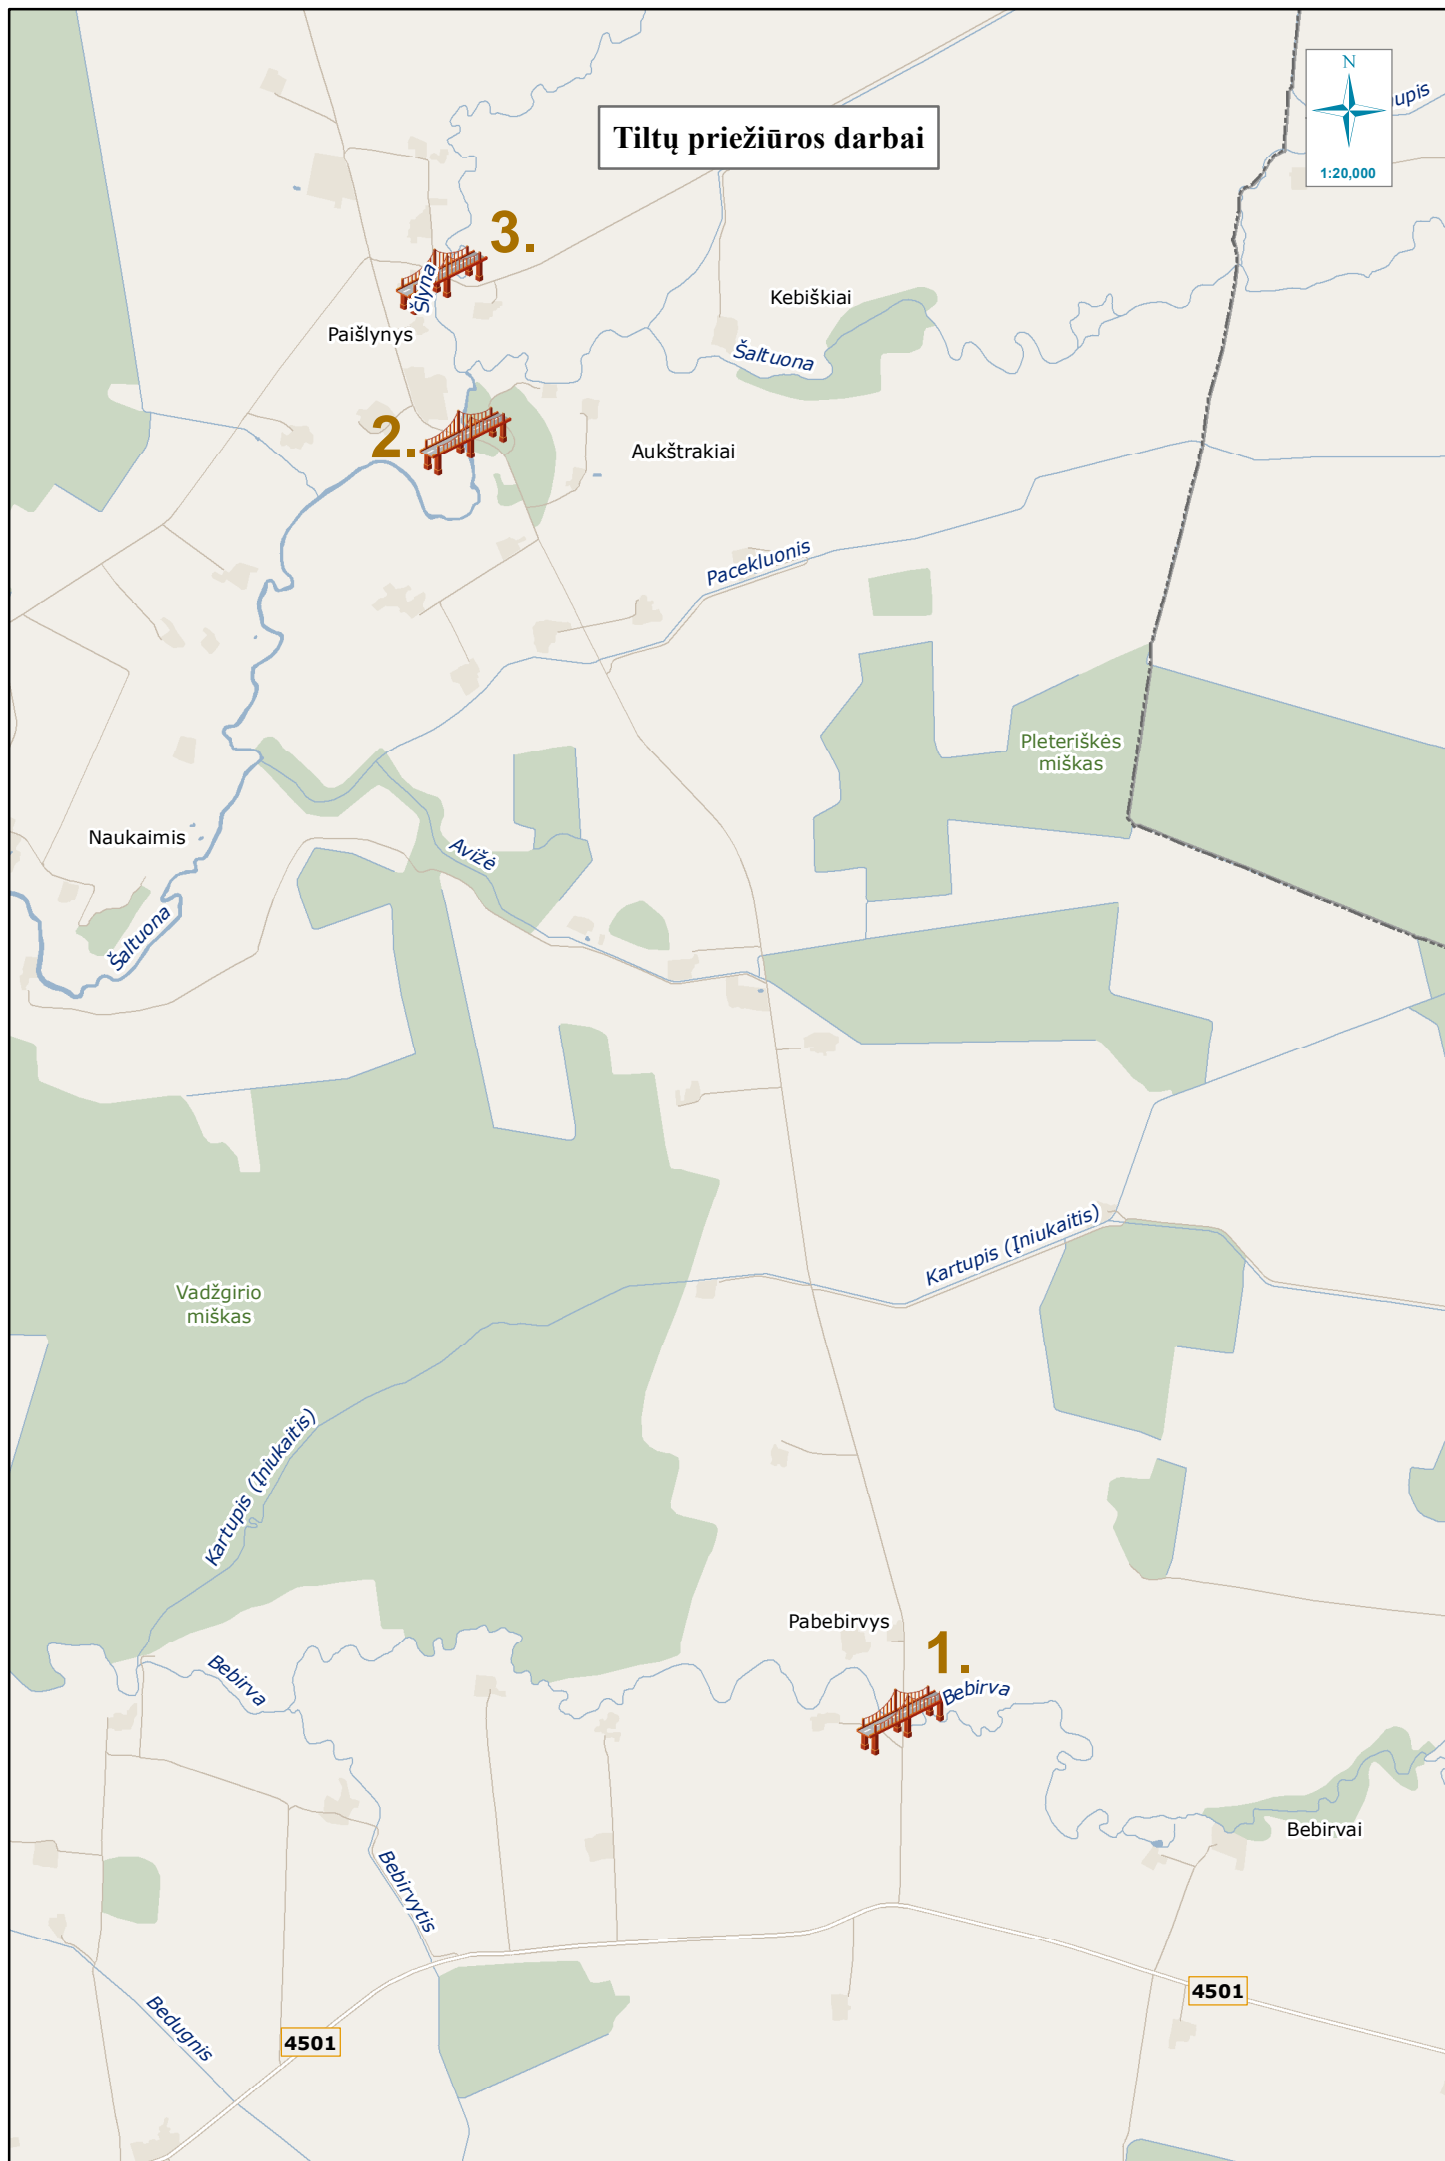 N
upis
1:20,000
Tiltų priežiūros darbai
3.
Šlyna
Kebiškiai
Paišlynys
Šaltuona
2.
Aukštrakiai
Pacekluonis
Pleteriškės
miškas
Naukaimis
Avižė
Šaltuona
Kartupis (Įniukaitis)
Vadžgirio
miškas
Kartupis (Įniukaitis)
Pabebirvys
1.
Bebirva
Bebirva
Bebirvai
Bebirvytis
4501
Bedugnis
4501